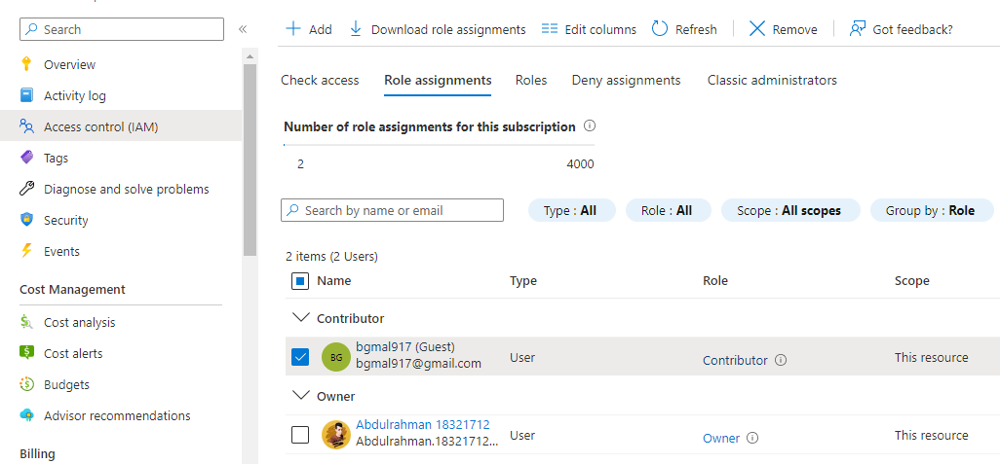 Search
«
Overview
Activity log
Access control (IAM)
Tags
Diagnose and solve problems
Security
Events
Cost Management
Cost analysis
Cost alerts
Budgets
Advisor recommendations
Billing
Add Download role assignments Edit columns Refresh Remove Got feedback?
Check access Role assignments Roles Deny assignments Classic administrators
Number of role assignments for this subscription
2 4000
Search by name or email Type : All Role : All Scope : All scopes Group by : Role
2 items (2 Users)
Name Type Role Scope
Contributor
BG bgmal917 (Guest)
bgmal917@gmail.com User Contributor This resource
Owner
Abdulrahman 18321712
Abdulrahman.18321712... User Owner This resource